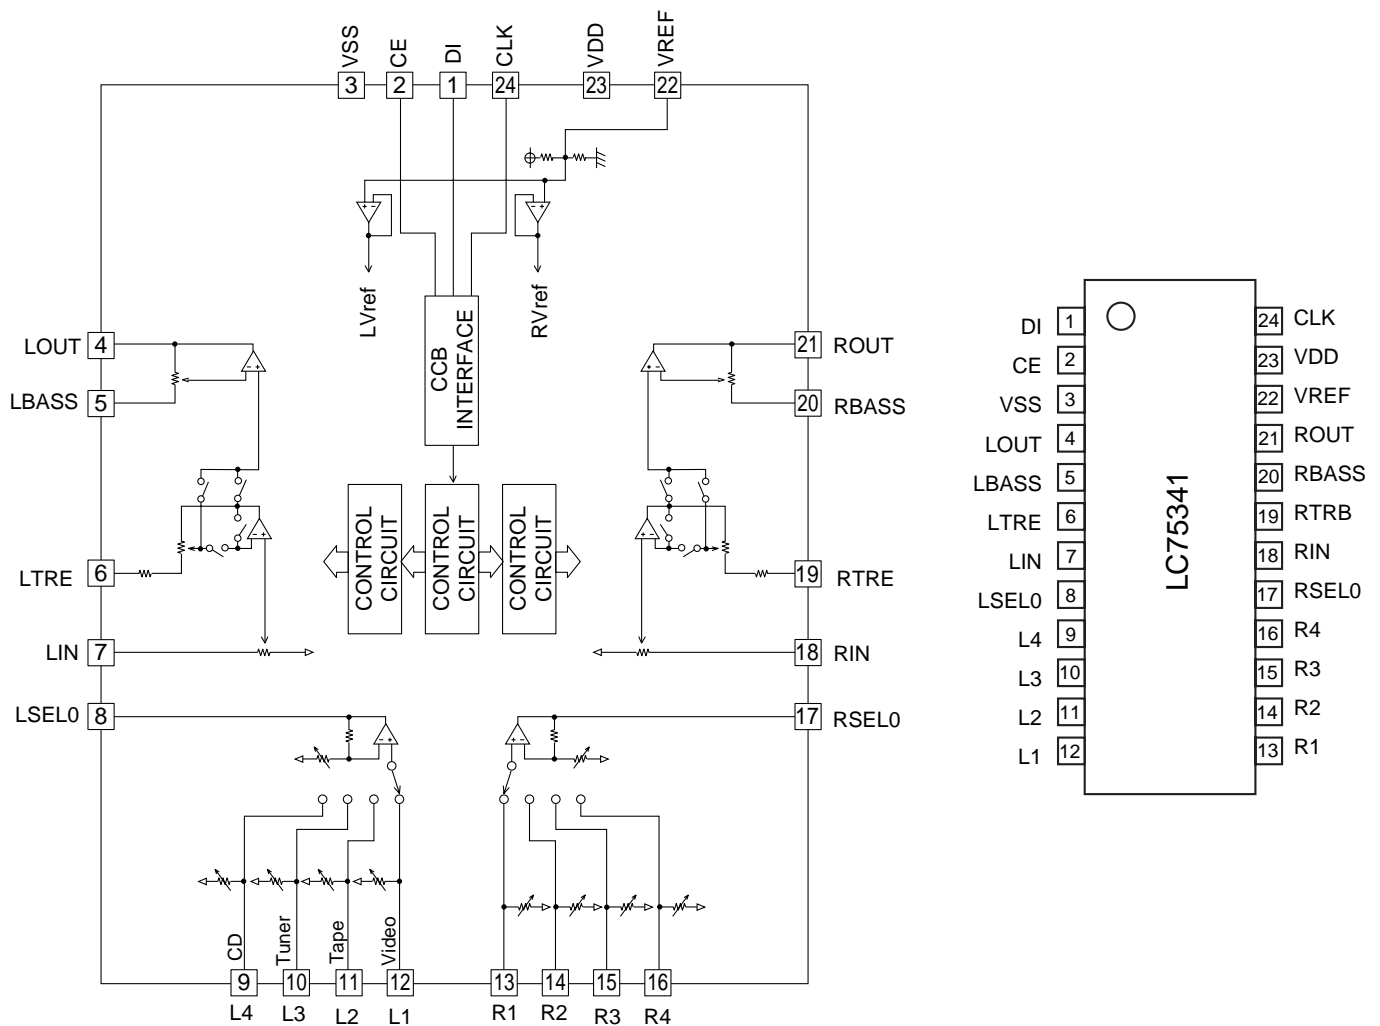 VSS
CE
DI
CLK
VDD
VREF
3
2
1
24
23
22
+ -
+ -
LVref
RVref
CCB
INTERFACE
LOUT
4
- +
+ -
21
ROUT
LBASS
5
20
RBASS
- +
+ -
LTRE
6
CONTROL
CIRCUIT
CONTROL
CIRCUIT
CONTROL
CIRCUIT
19
RTRE
LIN
7
18
RIN
LSEL0
8
- +
+ -
17
RSEL0
CD
Tuner
Tape
Video
9
10
11
12
13
14
15
16
L4
L3
L2
L1
R1
R2
R3
R4
DI
1
24
CLK
CE
2
23
VDD
VSS
3
22
VREF
LOUT
4
21
ROUT
LBASS
5
20
RBASS
LTRE
6
19
RTRB
LIN
7
18
RIN
LSEL0
8
17
RSEL0
L4
9
16
R4
L3
10
15
R3
L2
11
14
R2
L1
12
13
R1
LC75341